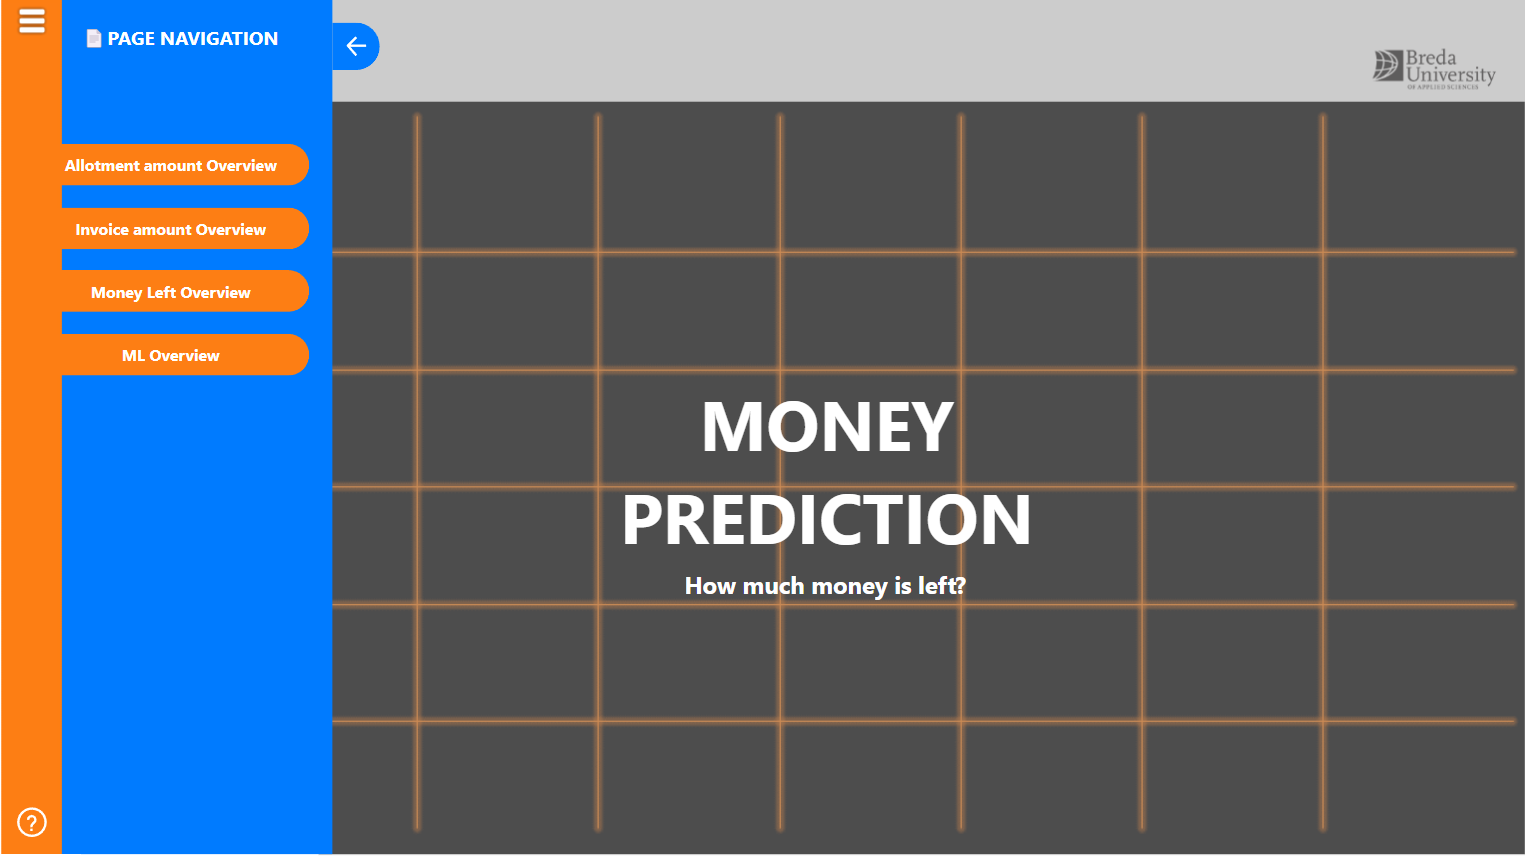 PAGE NAVIGATION
Allotment amount Overview
Invoice amount Overview
Money Left Overview
ML Overview
?
Breda
University
OF APPLIED SCIENCES
MONEY
PREDICTION
How much money is left?